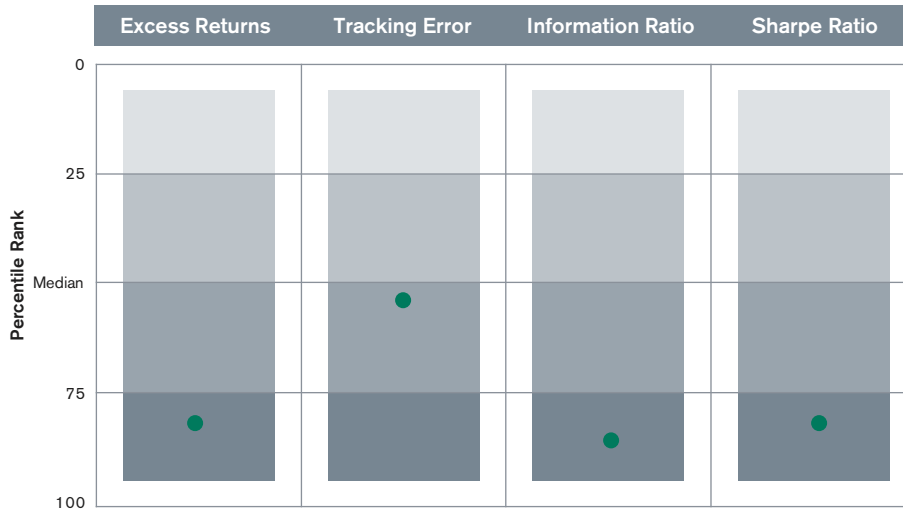 Excess Returns Tracking Error Information Ratio Sharpe Ratio
0
25
Median
75
100
Percentile Rank